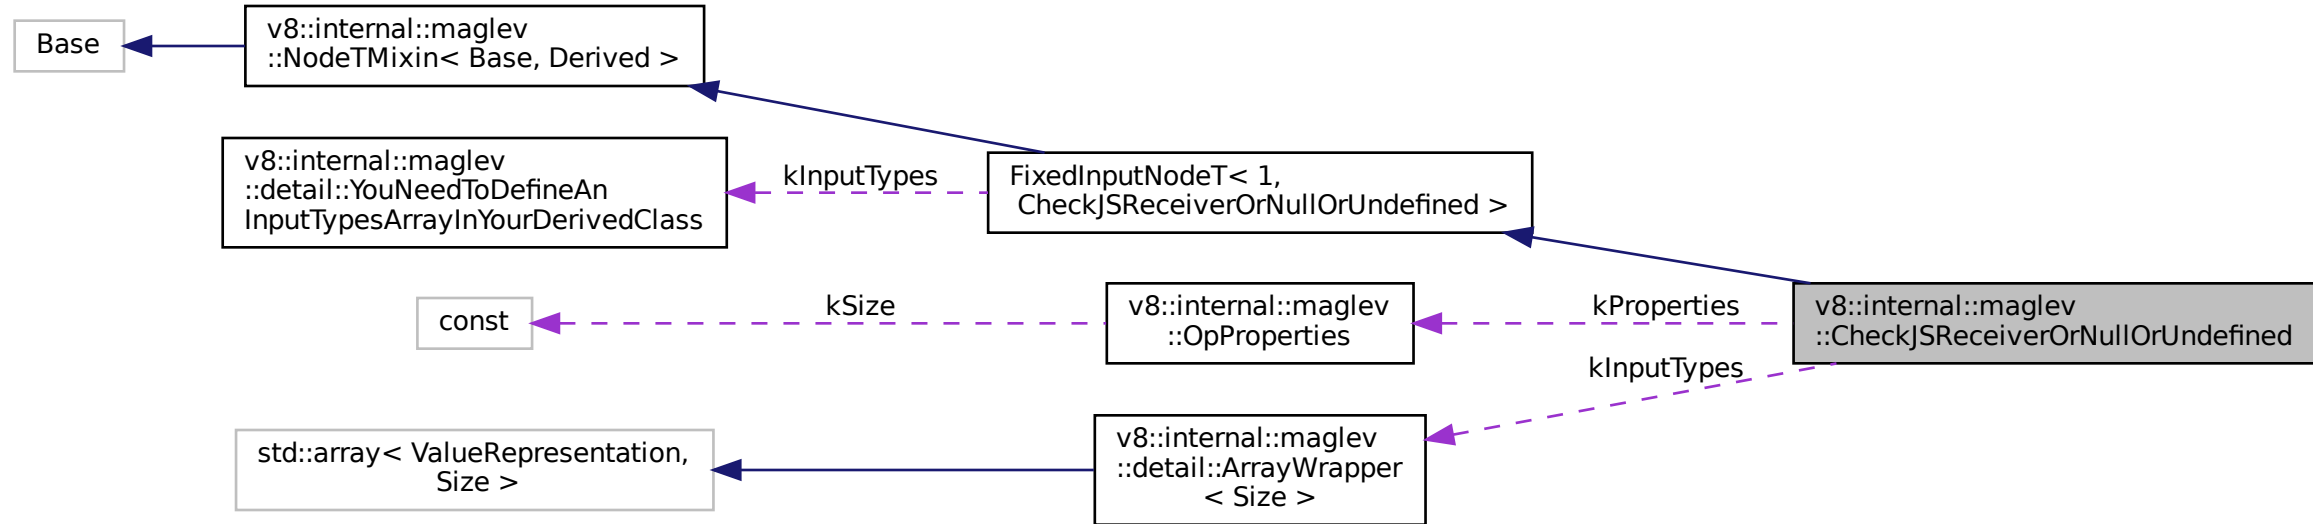 Base
v8::internal::maglev
::NodeTMixin< Base, Derived >
v8::internal::maglev
::detail::YouNeedToDefineAn
InputTypesArrayInYourDerivedClass
kInputTypes
FixedInputNodeT< 1,
CheckJSReceiverOrNullOrUndefined >
const
kSize
v8::internal::maglev
::OpProperties
kProperties
v8::internal::maglev
::CheckJSReceiverOrNullOrUndefined
kInputTypes
std::array< ValueRepresentation,
Size >
v8::internal::maglev
::detail::ArrayWrapper
< Size >